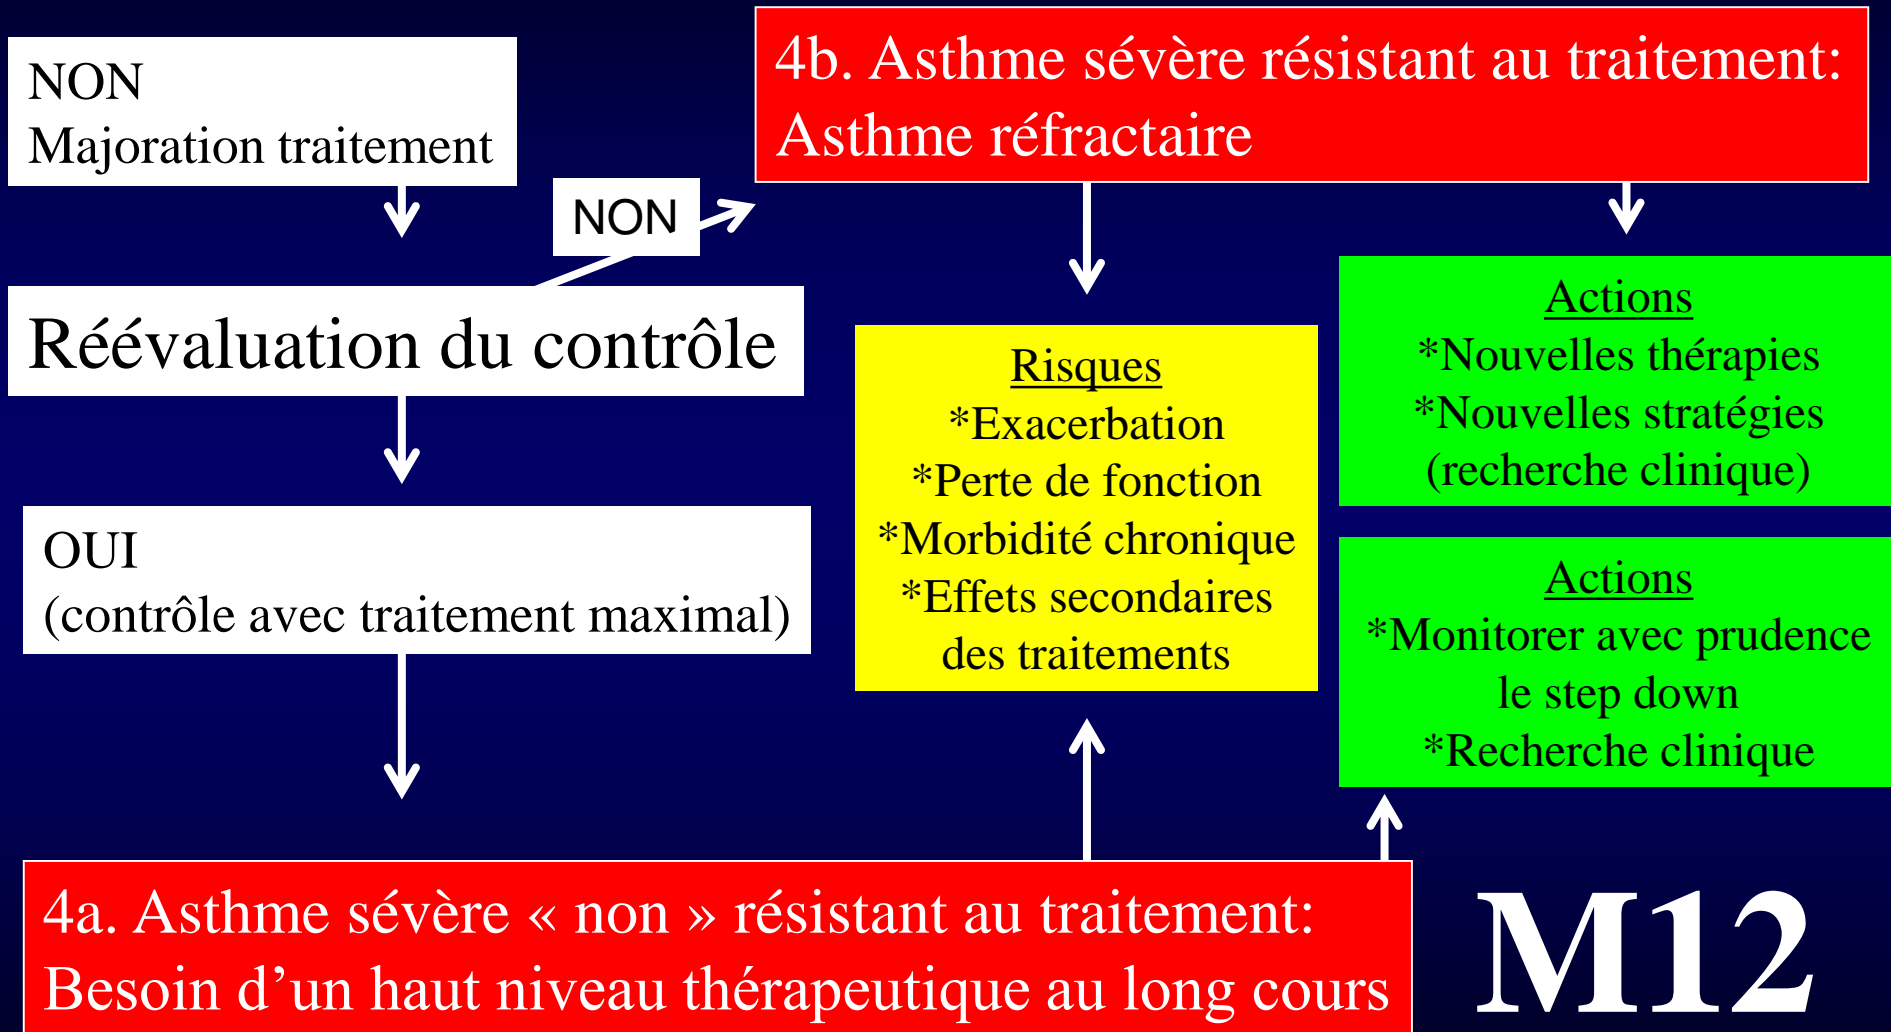 NON
Majoration traitement
NON
4b. Asthme sévère résistant au traitement:
Asthme réfractaire
Réévaluation du contrôle
OUI
(contrôle avec traitement maximal)
Risques
*Exacerbation
*Perte de fonction
*Morbidité chronique
*Effets secondaires
des traitements
Actions
*Nouvelles thérapies
*Nouvelles stratégies
(recherche clinique)
Actions
*Monitorer avec prudence
le step down
*Recherche clinique
4a. Asthme sévère « non » résistant au traitement:
Besoin d’un haut niveau thérapeutique au long cours
M12